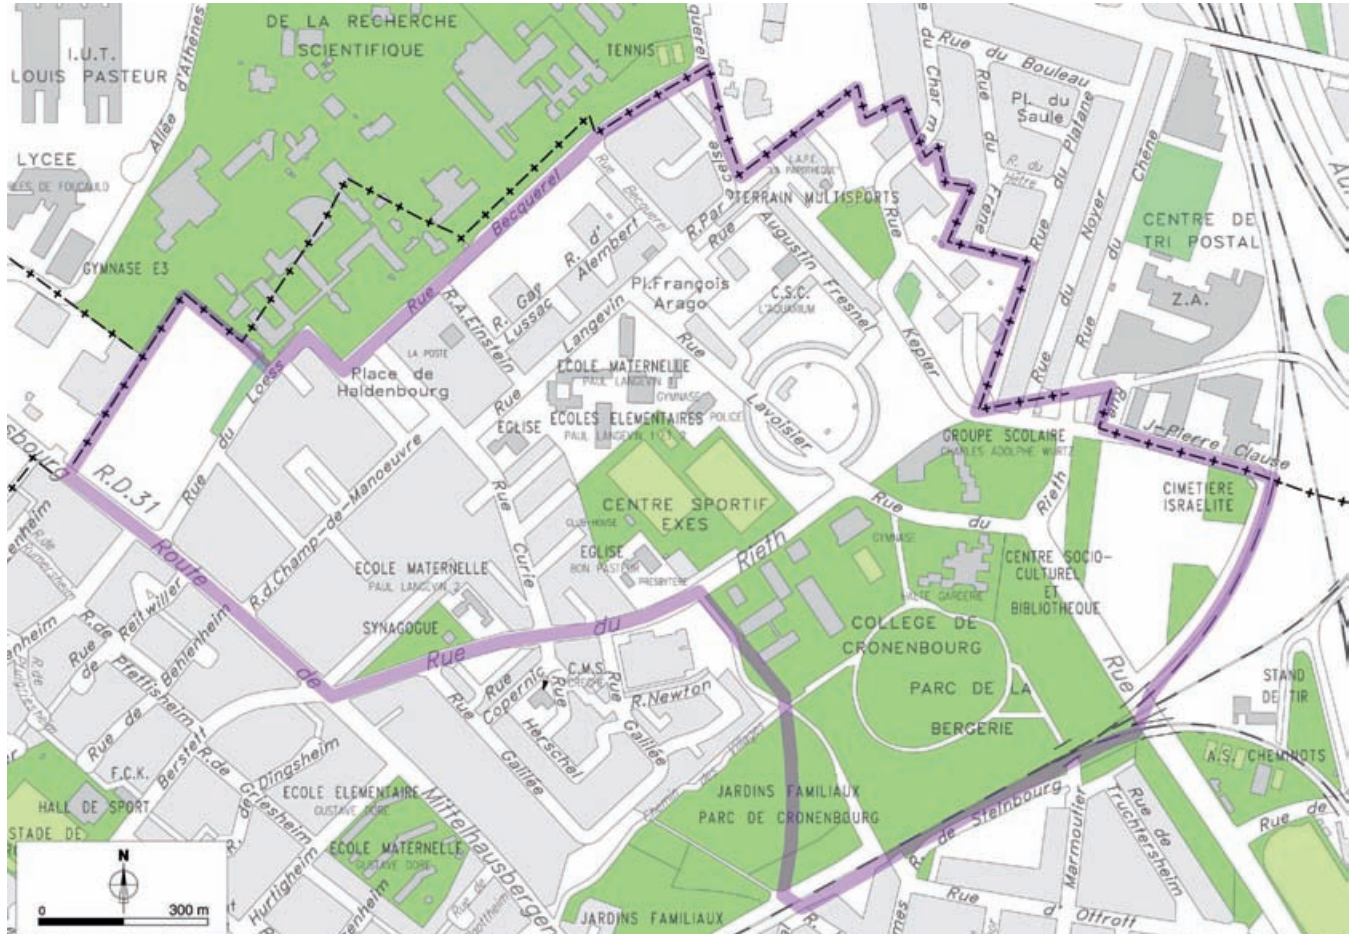 DE LA RECHERCHE
SCIENTIFIQUE
TENNIS
I.U.T.
LOUIS PASTEUR
d'Athènes
Allée
LYCEE
GYMNASE E3
Rue du Bouleau
Pl. du
Saule
R. du
Hêtre
Rue du Frêne
Rue du Platane
Rue du Noyer
Rue du Chêne
CENTRE DE
TRI POSTAL
Z.A.
L.A.P.E.
TERRAIN MULTISPORTS
Rue Becquerel
Rue Becquerel
R. d'
Alembert
R. Gay
Lussac
R.A.Einstein
Rue Langevin
Pl.François
Arago
C.S.C.
L'AQUARIUM
Rue Augustin Fresnel
Rue Kepler
LA POSTE
Place de
Haldenbourg
Rue du Loess
R.D.31
ECOLE MATERNELLE
PAUL LANGEVIN 1
GYMNASE
ECOLES ELEMENTAIRES
POLICE
PAUL LANGEVIN 1 ET 2
EGLISE
Rue Lavoisier
GROUPE SCOLAIRE
CHARLES ADOLPHE WURTZ
Rue J-Pierre Clause
CIMETIERE
ISRAELITE
CENTRE SPORTIF
EXES
CLUB-HOUSE
EGLISE
BON PASTEUR
PRESBYTERE
Rue du Rieth
Rieth
GYMNASE
HALTE GARDERIE
CENTRE SOCIO-
CULTUREL
ET
BIBLIOTHEQUE
COLLEGE DE
CRONENBOURG
PARC DE LA
BERGERIE
Rue
Route de Mittelhausbergen
R.d.Champ-de-Manoeuvre
Rue Curie
ECOLE MATERNELLE
PAUL LANGEVIN 2
SYNAGOGUE
Rue du Rieth
C.M.S.
Rue Copernic
Rue Herschel
Rue Galilée
Rue Galilée
R.Newton
Rue de Reitwiller
Rue de Pfettisheim
Behlenheim
Berstett
R.de Griesheim
R. de Dingsheim
Hurtigheim
F.C.K.
HALL DE SPORT
STADE DE
ECOLE ELEMENTAIRE
GUSTAVE DORE
ECOLE MATERNELLE
GUSTAVE DORE
JARDINS FAMILIAUX
PARC DE CRONENBOURG
JARDINS FAMILIAUX
R. de Steinbourg
Marmoutier
Rue de
Truchtersheim
Rue d' Ottrott
STAND
DE TIR
A.S. CHEMINOTS
Rue de
N
0 300 m